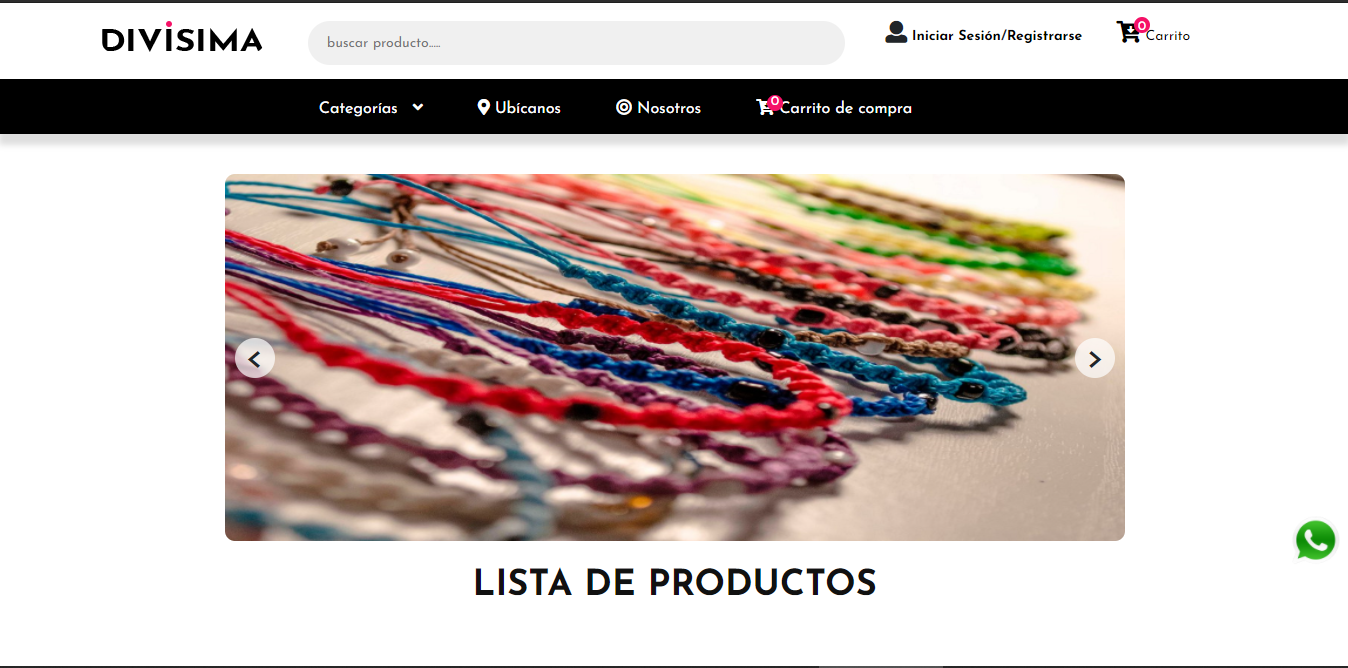 DIVISIMA
buscar producto.....
Iniciar Sesión/Registrarse
0
Carrito
Categorías
Ubícanos
Nosotros
0
Carrito de compra
LISTA DE PRODUCTOS